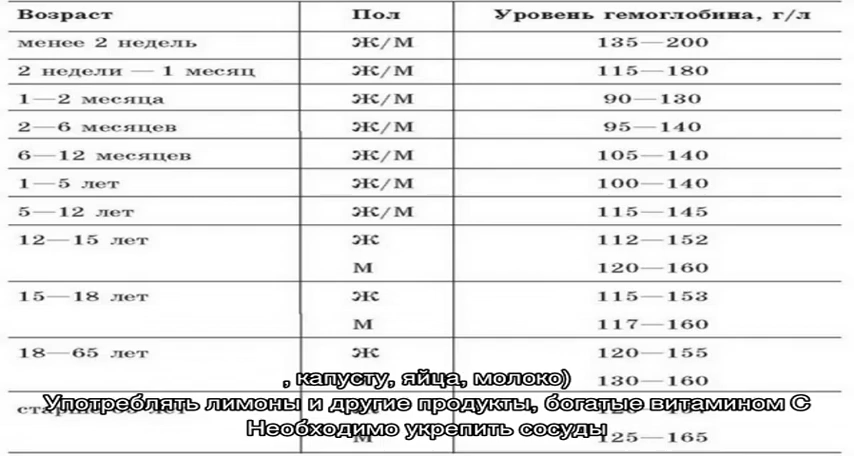 Возраст Пол Уровень гемоглобина, г/л
менее 2 недель Ж/М 135—200
2 недели — 1 месяц Ж/М 115—180
1—2 месяца Ж/М 90—130
2—6 месяцев Ж/М 95—140
6—12 месяцев Ж/М 105—140
1—5 лет Ж/М 100—140
5—12 лет Ж/М 115—145
12—15 лет Ж 112—152
М 120—160
15—18 лет Ж 115—153
М 117—160
18—65 лет Ж 120—155
, капусту, яйца, молоко)
130—160
Употреблять лимоны и другие продукты, богатые витамином С
Необходимо укрепить сосуды
М 125—165